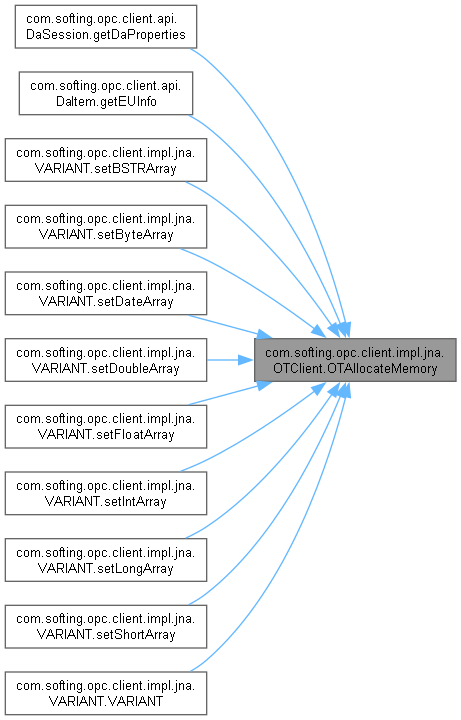 com.softing.opc.client.api.
DaSession.getDaProperties
com.softing.opc.client.api.
DaItem.getEUInfo
com.softing.opc.client.impl.jna.
VARIANT.setBSTRArray
com.softing.opc.client.impl.jna.
VARIANT.setByteArray
com.softing.opc.client.impl.jna.
VARIANT.setDateArray
com.softing.opc.client.impl.jna.
VARIANT.setDoubleArray
com.softing.opc.client.impl.jna.
VARIANT.setFloatArray
com.softing.opc.client.impl.jna.
VARIANT.setIntArray
com.softing.opc.client.impl.jna.
VARIANT.setLongArray
com.softing.opc.client.impl.jna.
VARIANT.setShortArray
com.softing.opc.client.impl.jna.
VARIANT.VARIANT
com.softing.opc.client.impl.jna.
OTClient.OTAllocateMemory